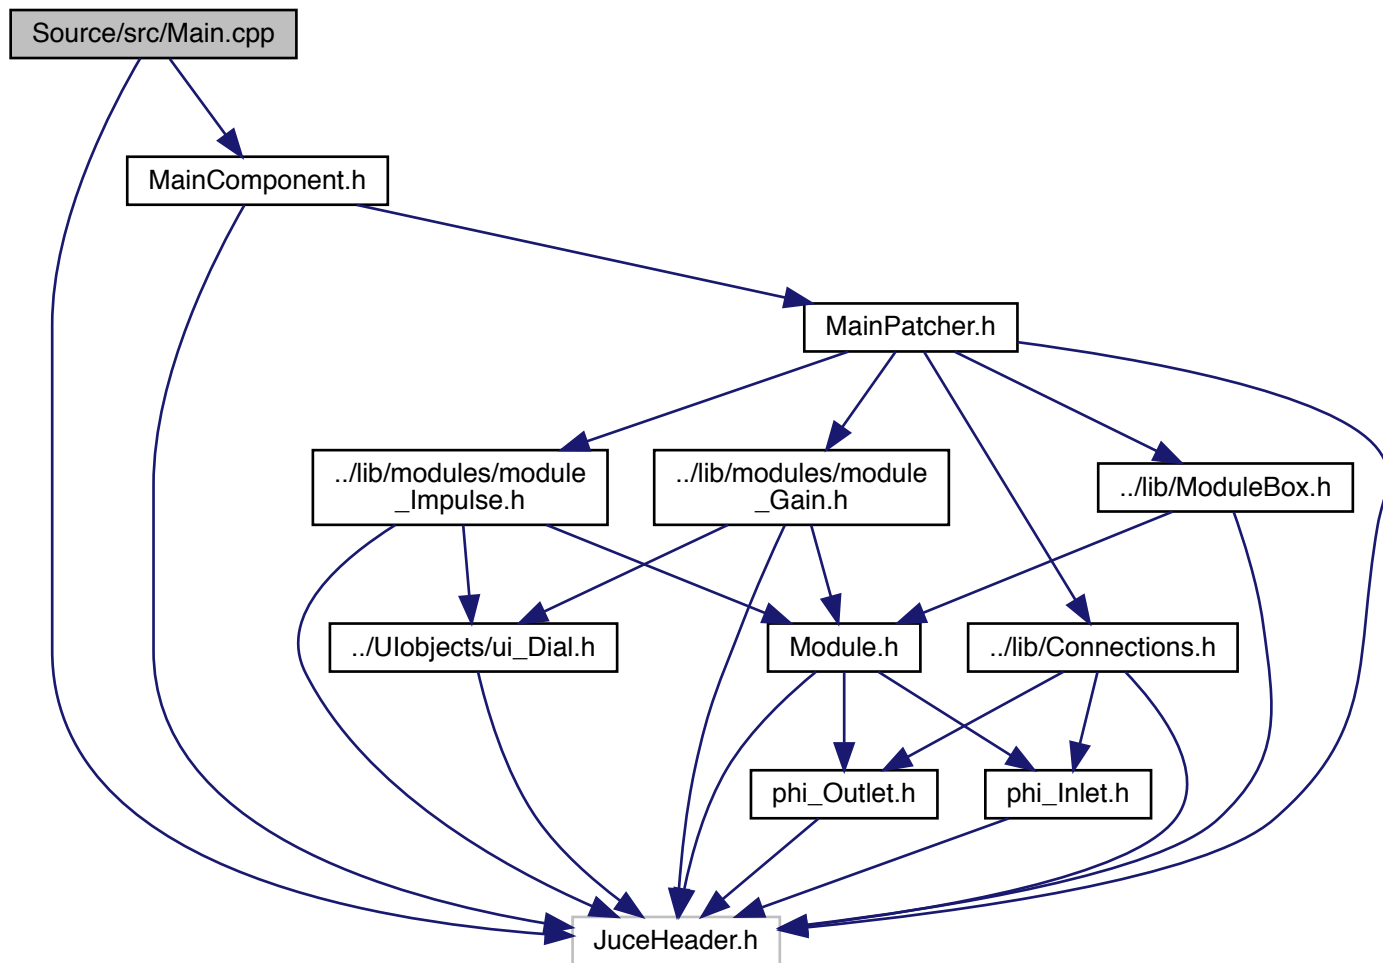 Source/src/Main.cpp
MainComponent.h
MainPatcher.h
../lib/modules/module
_Impulse.h
../lib/modules/module
_Gain.h
../lib/ModuleBox.h
../UIobjects/ui_Dial.h
Module.h
../lib/Connections.h
phi_Outlet.h
phi_Inlet.h
JuceHeader.h